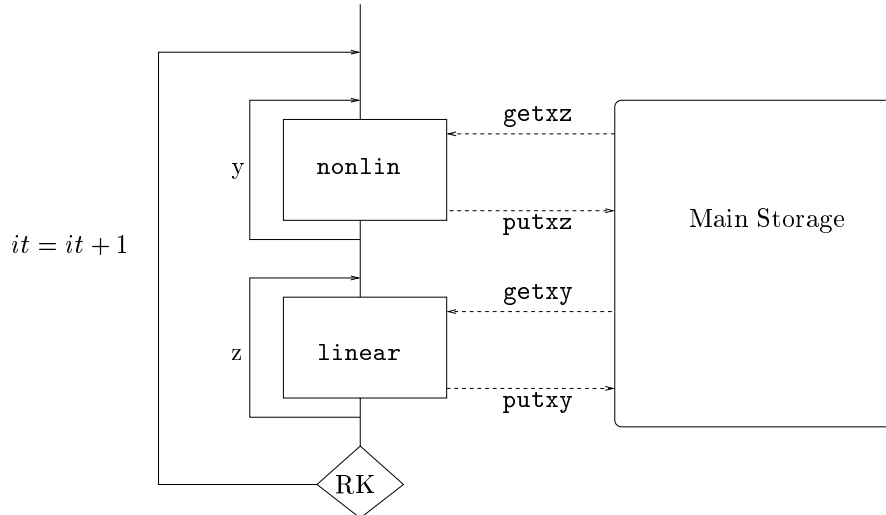 getxz
y
nonlin
putxz
Main Storage
it = it + 1
getxy
z
linear
putxy
RK